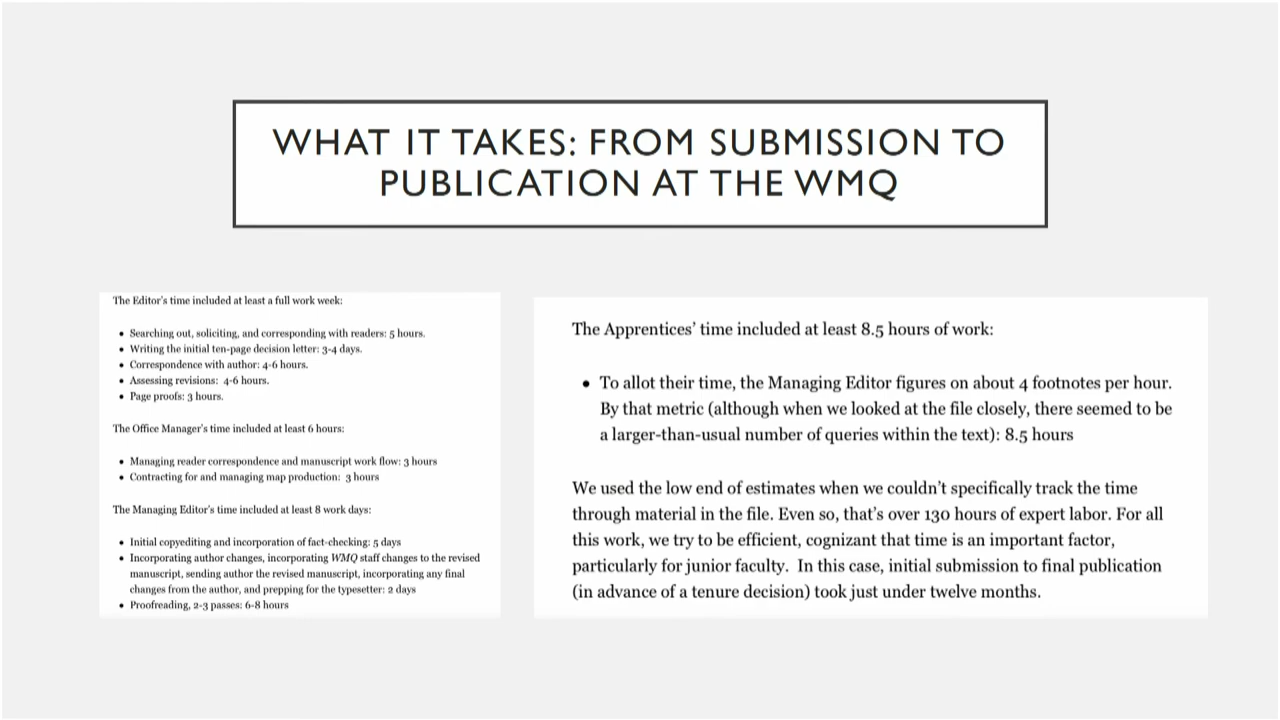 WHAT IT TAKES: FROM SUBMISSION TO
PUBLICATION AT THE WMQ
The Editor's time included at least a full work week:
• Searching out, soliciting, and corresponding with readers: 5 hours.
• Writing the initial ten-page decision letter: 3-4 days.
• Correspondence with author: 4-6 hours.
• Assessing revisions:  4-6 hours.
• Page proofs: 3 hours.
The Office Manager's time included at least 6 hours:
• Managing reader correspondence and manuscript work flow: 3 hours
• Contracting for and managing map production:  3 hours
The Managing Editor's time included at least 8 work days:
• Initial copyediting and incorporation of fact-checking: 5 days
• Incorporating author changes, incorporating WMQ staff changes to the revised
manuscript, sending author the revised manuscript, incorporating any final
changes from the author, and prepping for the typesetter: 2 days
• Proofreading, 2-3 passes: 6-8 hours
The Apprentices' time included at least 8.5 hours of work:
• To allot their time, the Managing Editor figures on about 4 footnotes per hour.
By that metric (although when we looked at the file closely, there seemed to be
a larger-than-usual number of queries within the text): 8.5 hours
We used the low end of estimates when we couldn't specifically track the time
through material in the file. Even so, that's over 130 hours of expert labor. For all
this work, we try to be efficient, cognizant that time is an important factor,
particularly for junior faculty.  In this case, initial submission to final publication
(in advance of a tenure decision) took just under twelve months.